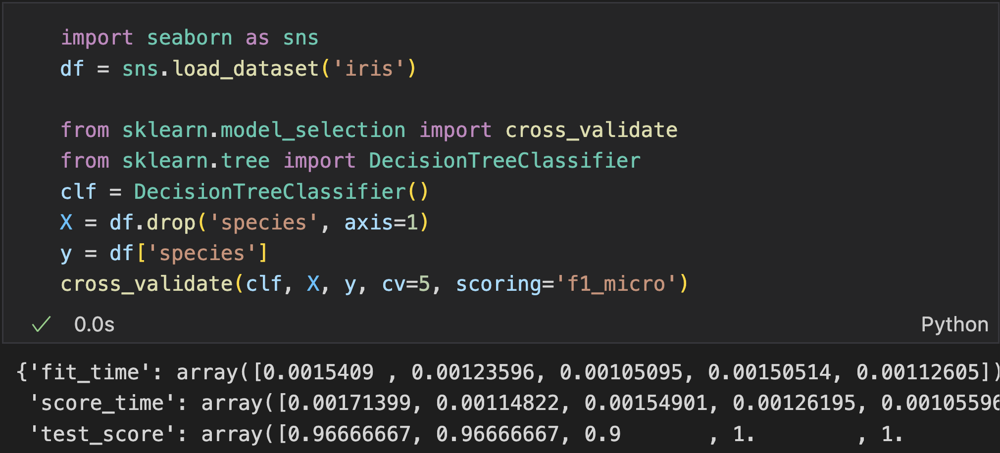 import seaborn as sns
df = sns.load_dataset('iris')
from sklearn.model_selection import cross_validate
from sklearn.tree import DecisionTreeClassifier
clf = DecisionTreeClassifier()
X = df.drop('species', axis=1)
y = df['species']
cross_validate(clf, X, y, cv=5, scoring='f1_micro')
✓ 0.0s Python
{'fit_time': array([0.0015409 , 0.00123596, 0.00105095, 0.00150514, 0.00112605])
'score_time': array([0.00171399, 0.00114822, 0.00154901, 0.00126195, 0.00105596
'test_score': array([0.96666667, 0.96666667, 0.9       , 1.        , 1.